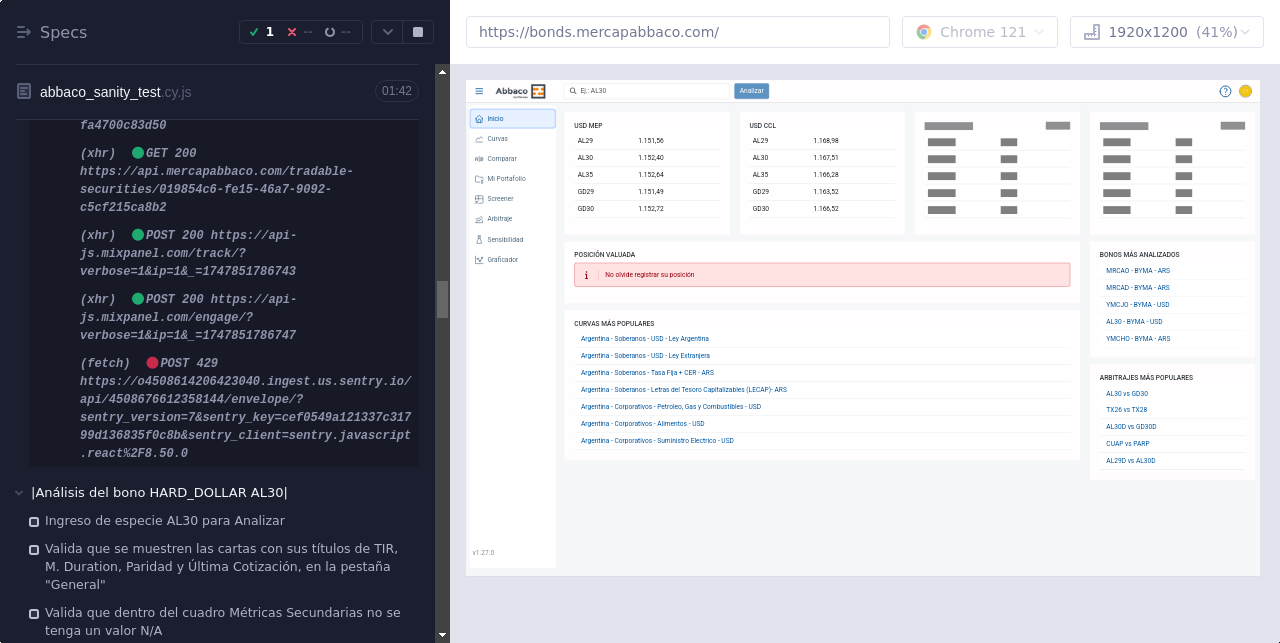 Specs
1
--
--
abbaco_sanity_test.cy.js
01:42
fa4700c83d50
(xhr) GET 200
https://api.mercapabbaco.com/tradable-
securities/019854c6-fe15-46a7-9092-
c5cf215ca8b2
(xhr) POST 200 https://api-
js.mixpanel.com/track/?
verbose=1&ip=1&_=1747851786743
(xhr) POST 200 https://api-
js.mixpanel.com/engage/?
verbose=1&ip=1&_=1747851786747
(fetch) POST 429
https://o4508614206423040.ingest.us.sentry.io/
api/4508676612358144/envelope/?
sentry_version=7&sentry_key=cef0549a121337c317
99d136835f0c8b&sentry_client=sentry.javascript
.react%2F8.50.0
|Análisis del bono HARD_DOLLAR AL30|
Ingreso de especie AL30 para Analizar
Valida que se muestren las cartas con sus títulos de TIR,
M. Duration, Paridad y Última Cotización, en la pestaña
"General"
Valida que dentro del cuadro Métricas Secundarias no se
tenga un valor N/A
https://bonds.mercapabbaco.com/
Chrome 121
1920x1200 (41%)
Abbaco
Ej.: AL30
Analizar
Inicio
Curvas
Comparar
Mi Portafolio
Screener
Arbitraje
Sensibilidad
Graficador
v1.27.0
USD MEP
AL29 1.151,56
AL30 1.152,40
AL35 1.152,64
GD29 1.151,49
GD30 1.152,72
USD CCL
AL29 1.168,98
AL30 1.167,51
AL35 1.166,28
GD29 1.163,52
GD30 1.166,52
POSICIÓN VALUADA
No olvide registrar su posición
CURVAS MÁS POPULARES
Argentina - Soberanos - USD - Ley Argentina
Argentina - Soberanos - USD - Ley Extranjera
Argentina - Soberanos - Tasa Fija + CER - ARS
Argentina - Soberanos - Letras del Tesoro Capitalizables (LECAP)- ARS
Argentina - Corporativos - Petroleo, Gas y Combustibles - USD
Argentina - Corporativos - Alimentos - USD
Argentina - Corporativos - Suministro Electrico - USD
BONOS MÁS ANALIZADOS
MRCAO - BYMA - ARS
MRCAD - BYMA - ARS
YMCJO - BYMA - USD
AL30 - BYMA - USD
YMCHO - BYMA - ARS
ARBITRAJES MÁS POPULARES
AL30 vs GD30
TX26 vs TX28
AL30D vs GD30D
CUAP vs PARP
AL29D vs AL30D